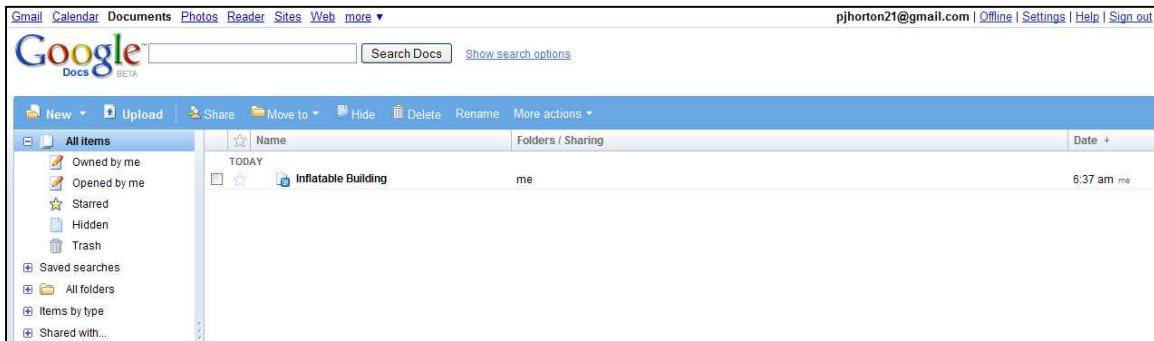 Gmail Calendar Documents Photos Reader Sites Web more ▼ pjhorton21@gmail.com | Offline | Settings | Help | Sign out
Google Docs BETA Search Docs Show search options
New Upload Share Move to Hide Delete Rename More actions
All items Name Folders / Sharing Date
Owned by me TODAY
Opened by me Inflatable Building me 6:37 am me
Starred
Hidden
Trash
Saved searches
All folders
Items by type
Shared with...